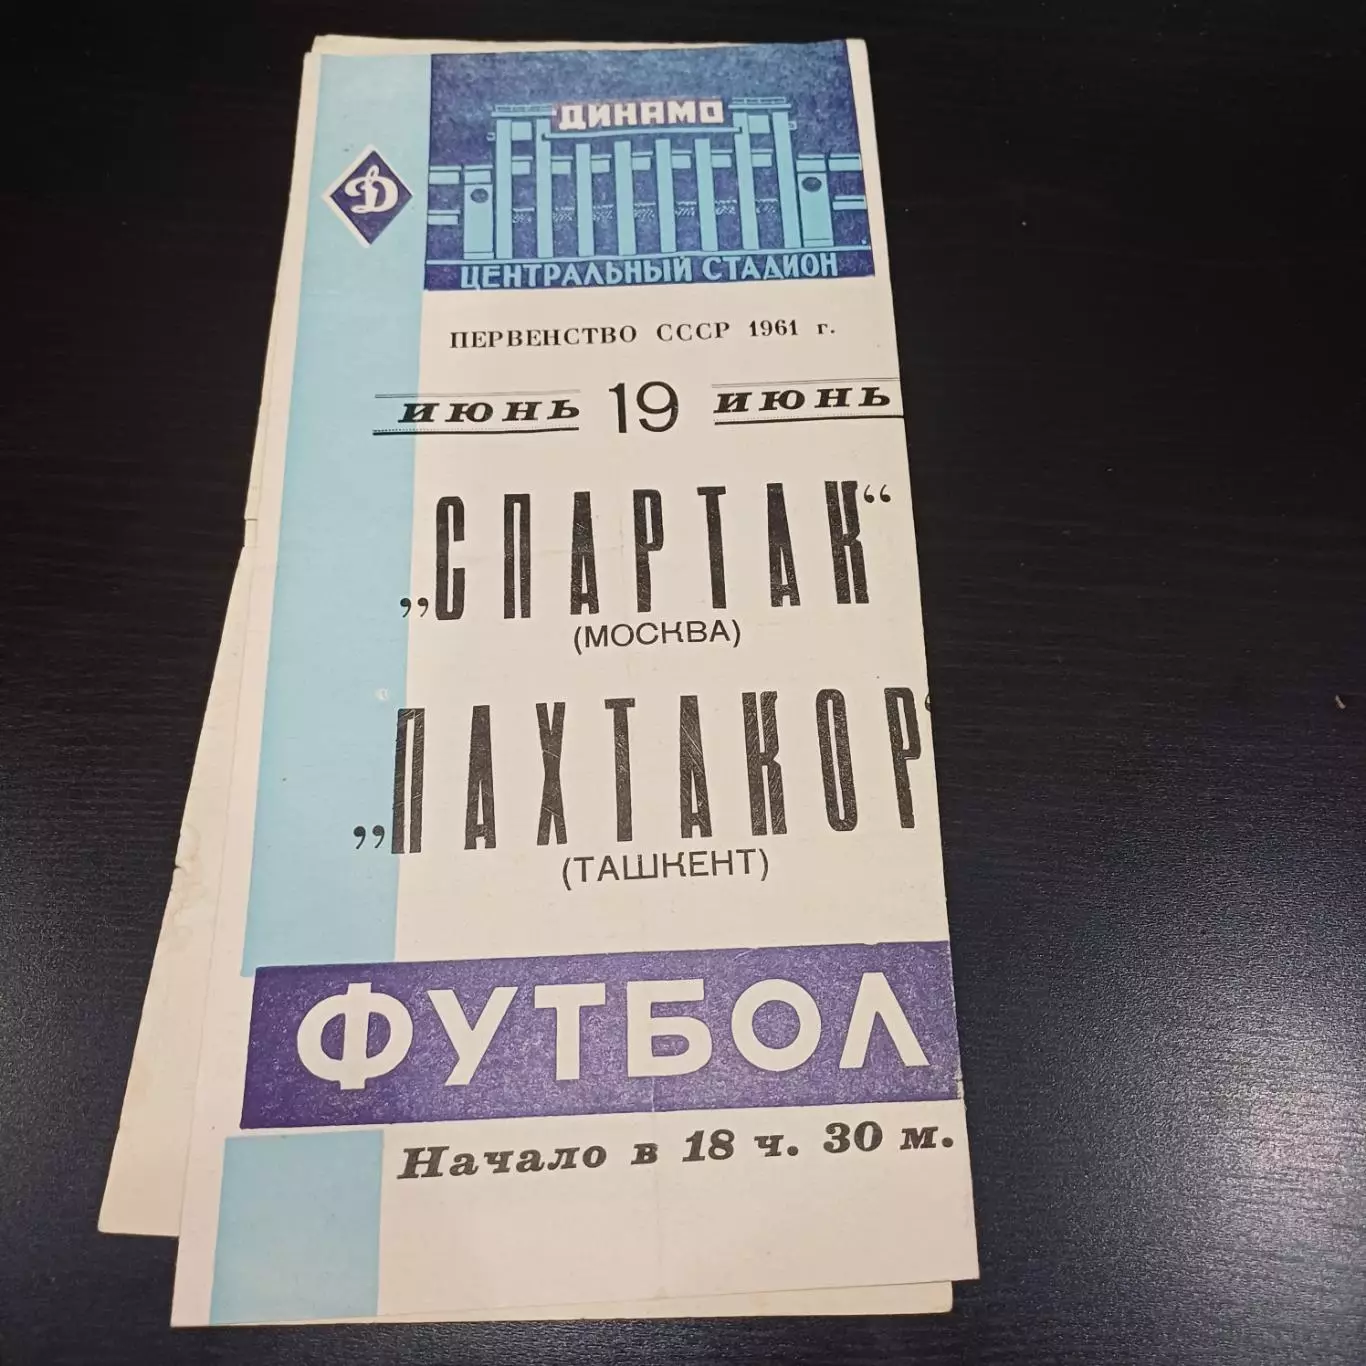 ДИНАМО
Д
ЦЕНТРАЛЬНЫЙ СТАДИОН
ПЕРВЕНСТВО СССР 1961 г.
июнь 19 июнь
„СПАРТАК“
(МОСКВА)
„ПАХТАКОР“
(ТАШКЕНТ)
ФУТБОЛ
Начало в 18 ч. 30 м.